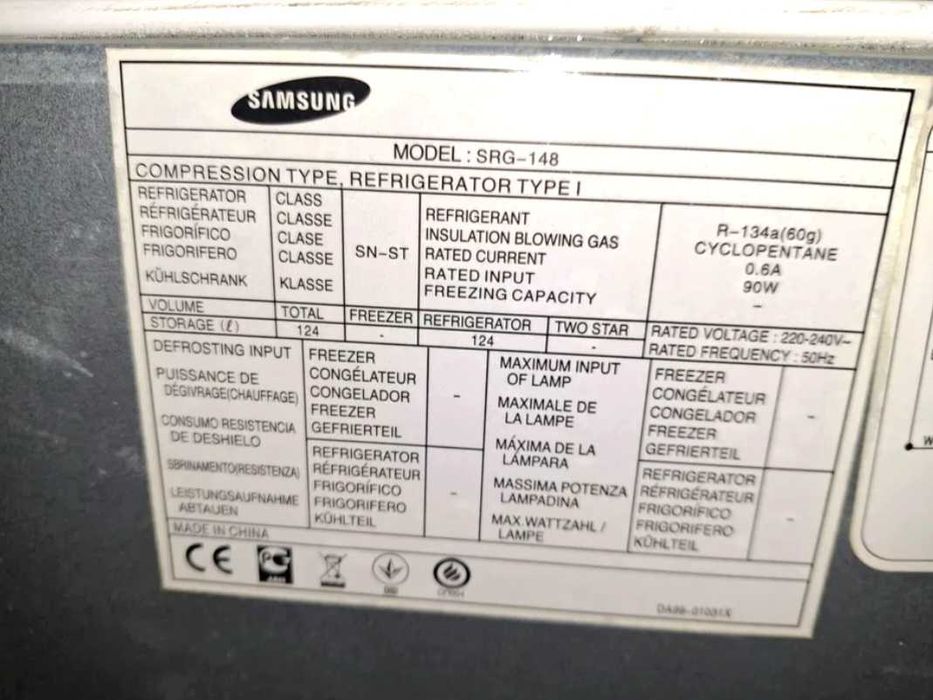 SAMSUNG
MODEL : SRG-148
COMPRESSION TYPE, REFRIGERATOR TYPE I
REFRIGERATOR CLASS
RÉFRIGÉRATEUR CLASSE
FRIGORÍFICO CLASE
FRIGORIFERO CLASSE
KÜHLSCHRANK KLASSE
SN-ST
REFRIGERANT R-134a(60g)
INSULATION BLOWING GAS CYCLOPENTANE
RATED CURRENT 0.6A
RATED INPUT 90W
FREEZING CAPACITY -
VOLUME TOTAL FREEZER REFRIGERATOR TWO STAR
STORAGE (ℓ) 124 - 124 -
RATED VOLTAGE : 220-240V~
RATED FREQUENCY : 50Hz
DEFROSTING INPUT
PUISSANCE DE
DÉGIVRAGE(CHAUFFAGE)
CONSUMO RESISTENCIA
DE DESHIELO
SBRINAMENTO(RESISTENZA)
LEISTUNGSAUFNAHME
ABTAUEN
FREEZER
CONGÉLATEUR
CONGELADOR
FREEZER
GEFRIERTEIL
-
REFRIGERATOR
RÉFRIGÉRATEUR
FRIGORÍFICO
FRIGORIFERO
KÜHLTEIL
-
MAXIMUM INPUT
OF LAMP
MAXIMALE DE
LA LAMPE
MÁXIMA DE LA
LÁMPARA
MASSIMA POTENZA
LAMPADINA
MAX.WATTZAHL /
LAMPE
FREEZER
CONGÉLATEUR
CONGELADOR
FREEZER
GEFRIERTEIL
-
REFRIGERATOR
RÉFRIGÉRATEUR
FRIGORÍFICO
FRIGORIFERO
KÜHLTEIL
-
MADE IN CHINA
CE
W